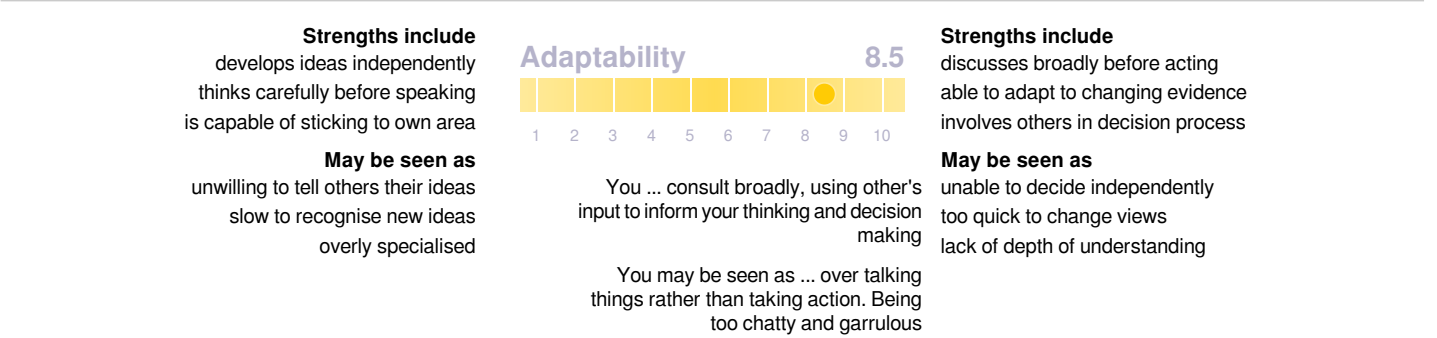 Strengths include
develops ideas independently
thinks carefully before speaking
is capable of sticking to own area
May be seen as
unwilling to tell others their ideas
slow to recognise new ideas
overly specialised
Adaptability 8.5
1 2 3 4 5 6 7 8 9 10
You ... consult broadly, using other's
input to inform your thinking and decision
making
You may be seen as ... over talking
things rather than taking action. Being
too chatty and garrulous
Strengths include
discusses broadly before acting
able to adapt to changing evidence
involves others in decision process
May be seen as
unable to decide independently
too quick to change views
lack of depth of understanding